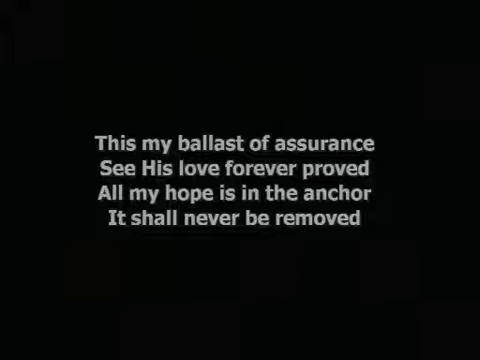 This my ballast of assurance
See His love forever proved
All my hope is in the anchor
It shall never be removed